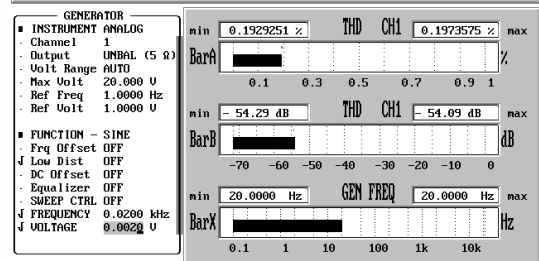 GENERATOR
INSTRUMENT ANALOG
Channel 1
Output UNBAL (5 Ω)
Volt Range AUTO
Max Volt 20.000 V
Ref Freq 1.0000 Hz
Ref Volt 1.0000 V
FUNCTION – SINE
Frq Offset OFF
√ Low Dist OFF
DC Offset OFF
Equalizer OFF
SWEEP CTRL OFF
√ FREQUENCY 0.0200 kHz
√ VOLTAGE 0.0020 V
min 0.1929251 % THD CH1 0.1973575 % max
BarA %
0.1 0.3 0.5 0.7 0.9 1
min - 54.29 dB THD CH1 - 54.09 dB max
BarB dB
-70 -60 -50 -40 -30 -20 -10 0
min 20.0000 Hz GEN FREQ 20.0000 Hz max
BarX Hz
0.1 1 10 100 1k 10k